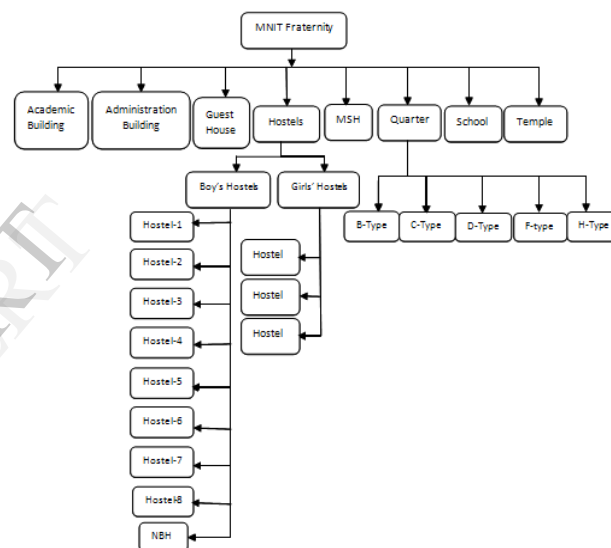 MNIT Fraternity
Academic
Building
Administration
Building
Guest
House
Hostels
MSH
Quarter
School
Temple
Boy's Hostels
Girls' Hostels
B-Type
C-Type
D-Type
F-type
H-Type
Hostel-1
Hostel-2
Hostel-3
Hostel-4
Hostel-5
Hostel-6
Hostel-7
Hostel-8
NBH
Hostel
Hostel
Hostel
RT